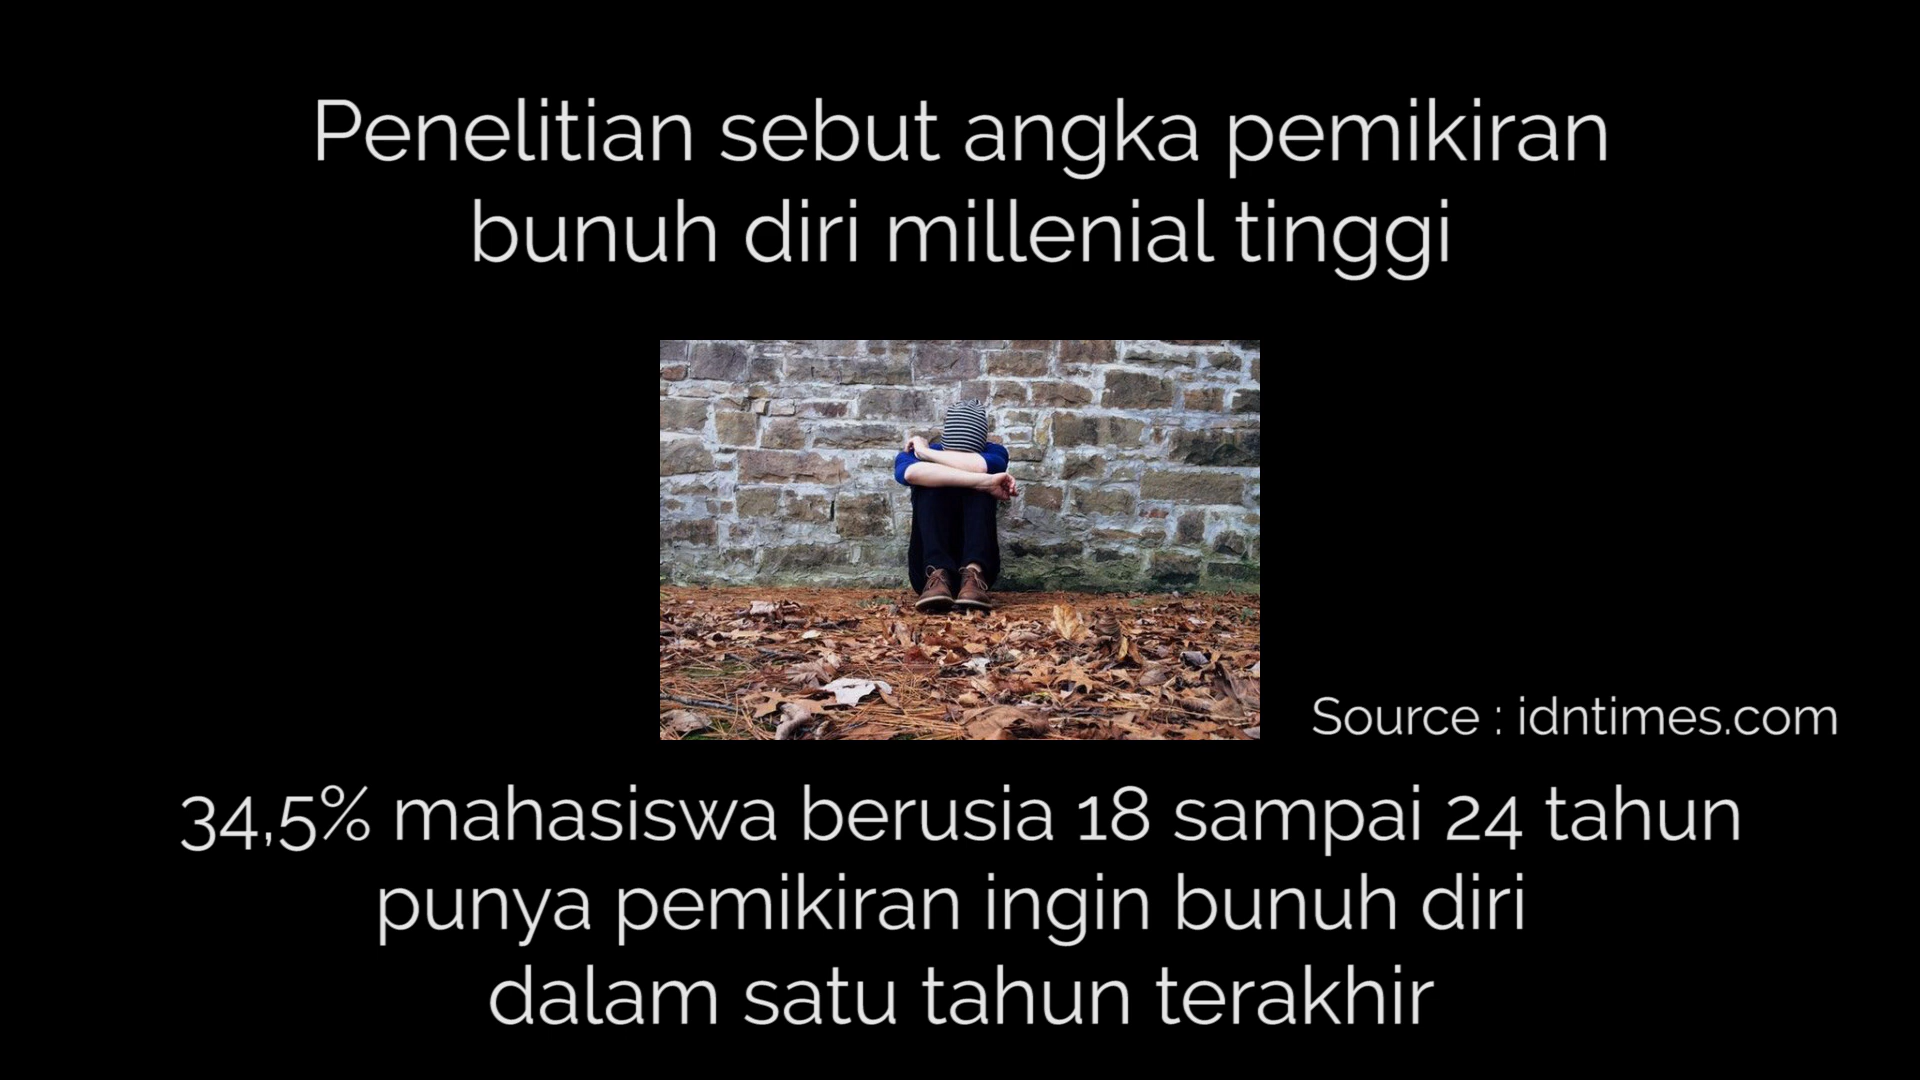 Penelitian sebut angka pemikiran
bunuh diri millenial tinggi
Source : idntimes.com
34,5% mahasiswa berusia 18 sampai 24 tahun
punya pemikiran ingin bunuh diri
dalam satu tahun terakhir